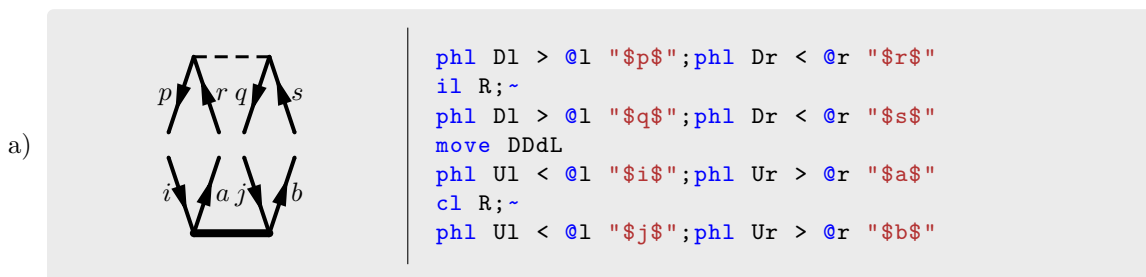 a)
p r q s
i a j b
phl Dl > @l "$p$";phl Dr < @r "$r$"
il R;~
phl Dl > @l "$q$";phl Dr < @r "$s$"
move DDdL
phl Ul < @l "$i$";phl Ur > @r "$a$"
cl R;~
phl Ul < @l "$j$";phl Ur > @r "$b$"